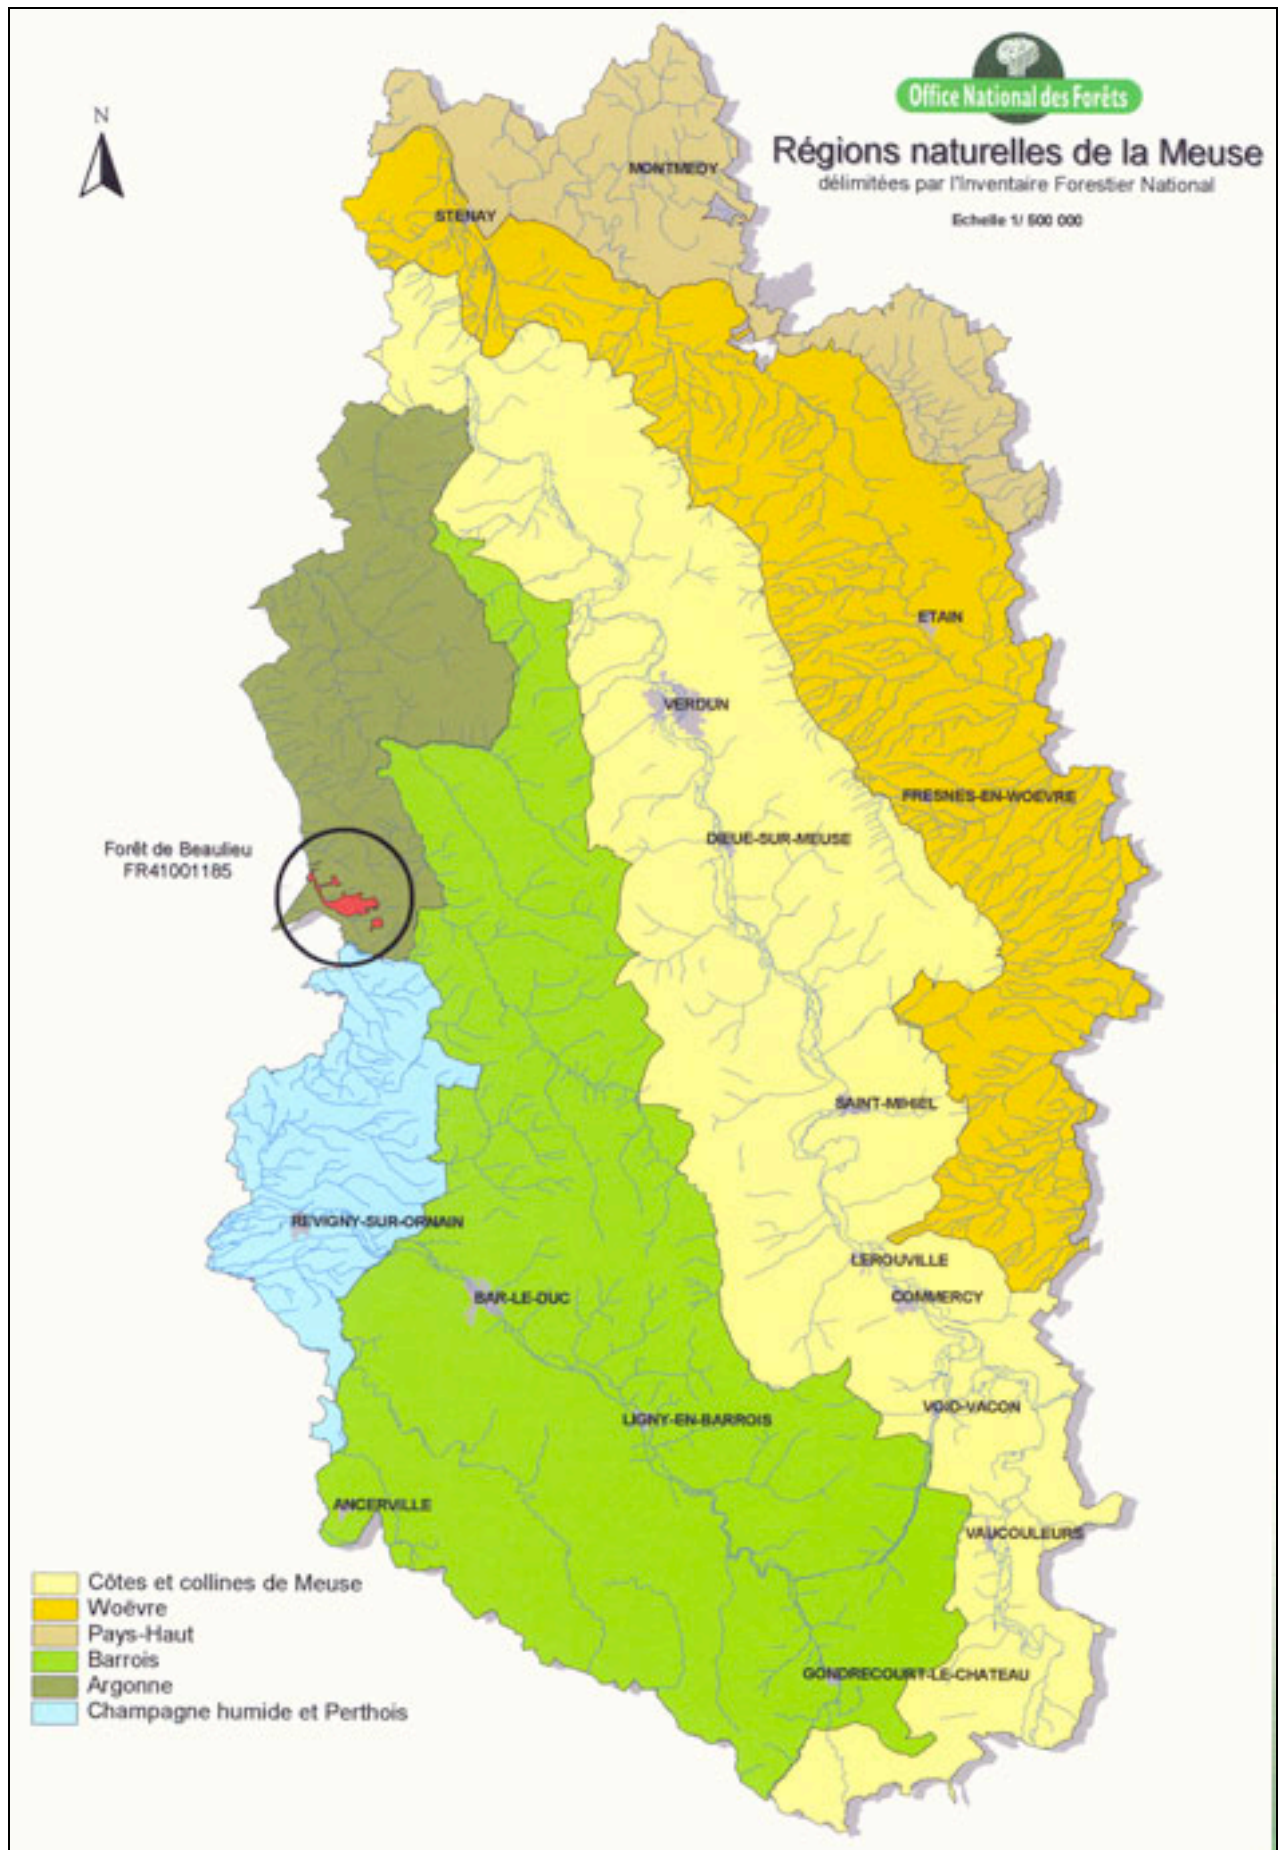 Office National des Forêts
Régions naturelles de la Meuse
délimitées par l'Inventaire Forestier National
Echelle 1/ 500 000
N
MONTMEDY
STENAY
ETAIN
VERDUN
FRESNES-EN-WOEVRE
DIEUE-SUR-MEUSE
Forêt de Beaulieu
FR41001185
SAINT-MIHIEL
REVIGNY-SUR-ORNAIN
LEROUVILLE
BAR-LE-DUC
COMMERCY
VOID-VACON
LIGNY-EN-BARROIS
ANCERVILLE
VAUCOULEURS
Côtes et collines de Meuse
Woëvre
Pays-Haut
Barrois
Argonne
Champagne humide et Perthois
GONDRECOURT-LE-CHATEAU